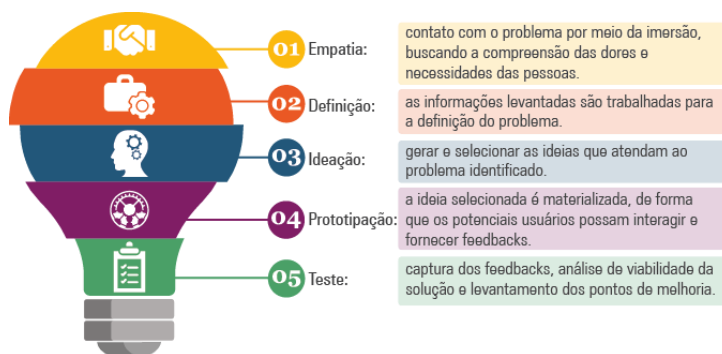 01 Empatia:
contato com o problema por meio da imersão,
buscando a compreensão das dores e
necessidades das pessoas.
02 Definição:
as informações levantadas são trabalhadas para
a definição do problema.
03 Ideação:
gerar e selecionar as ideias que atendam ao
problema identificado.
04 Prototipação:
a ideia selecionada é materializada, de forma
que os potenciais usuários possam interagir e
fornecer feedbacks.
05 Teste:
captura dos feedbacks, análise de viabilidade da
solução e levantamento dos pontos de melhoria.